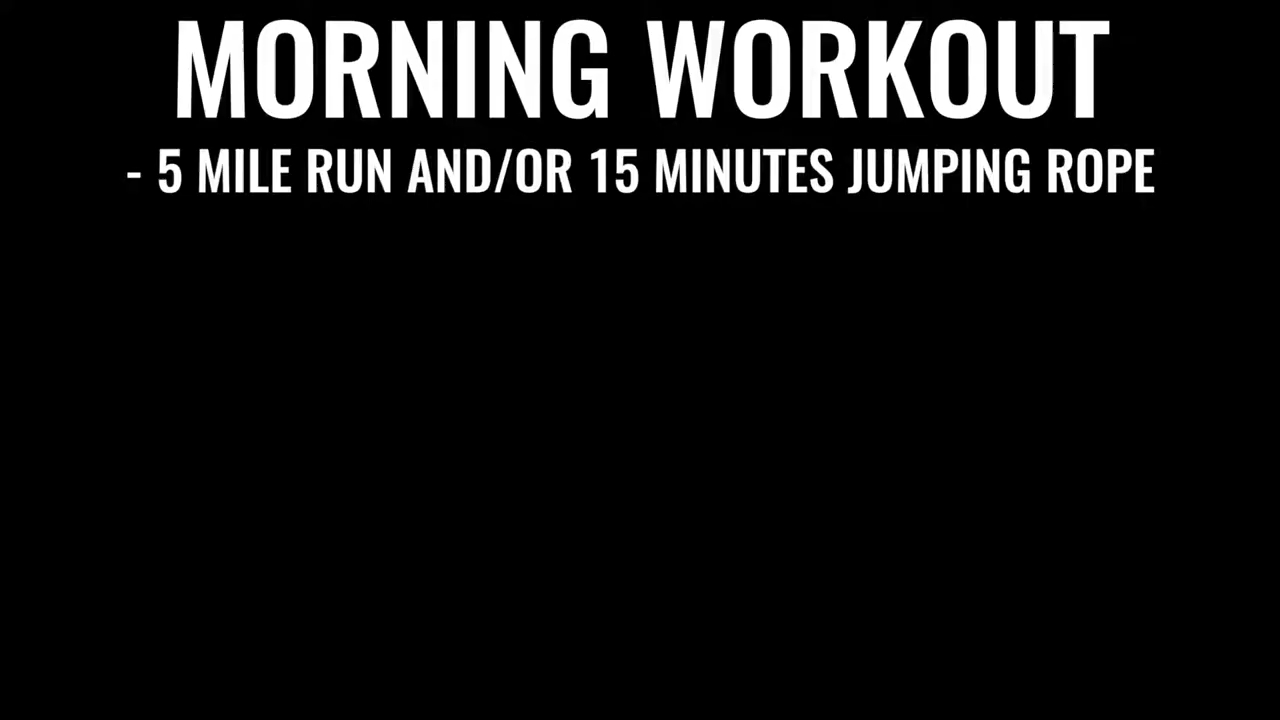 MORNING WORKOUT
- 5 MILE RUN AND/OR 15 MINUTES JUMPING ROPE